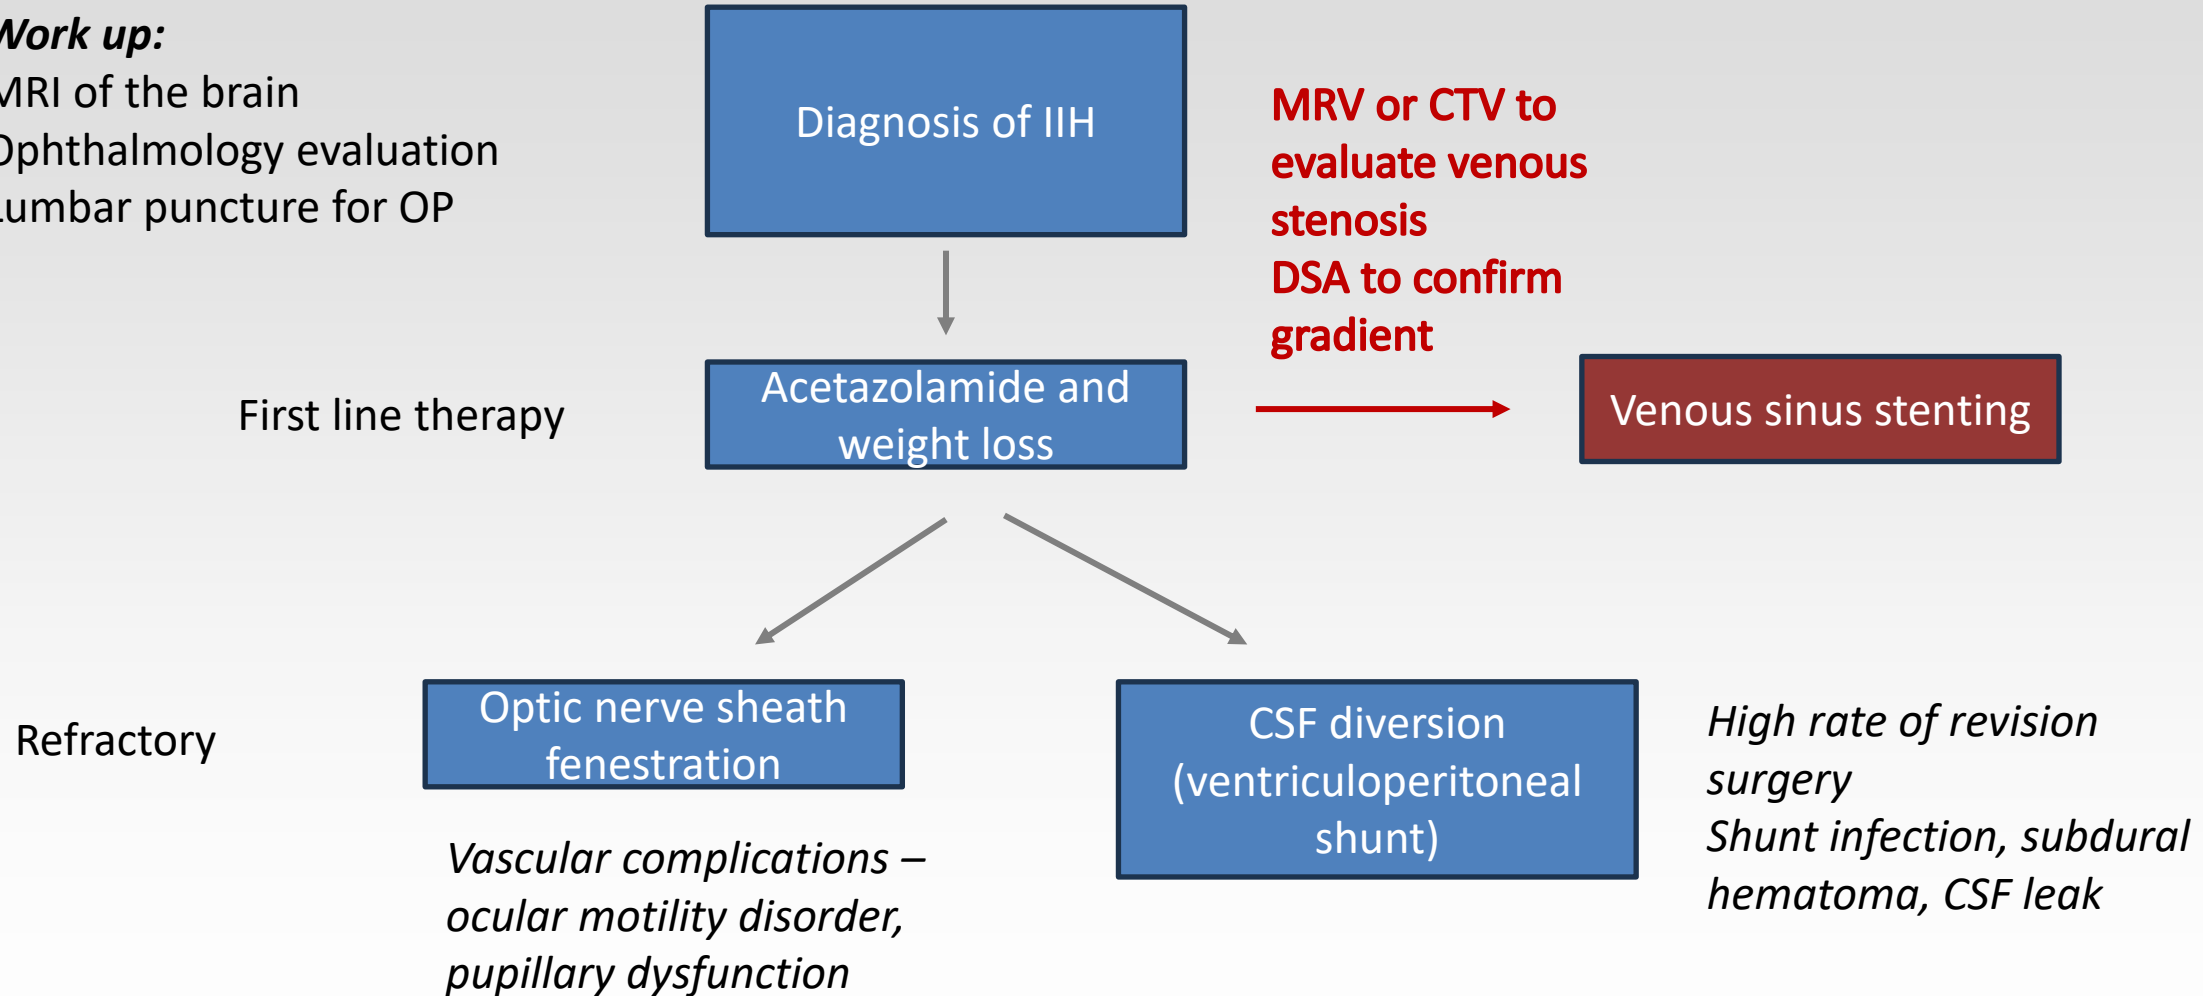 Work up:
MRI of the brain
Ophthalmology evaluation
Lumbar puncture for OP
Diagnosis of IIH
MRV or CTV to
evaluate venous
stenosis
DSA to confirm
gradient
First line therapy
Acetazolamide and
weight loss
Venous sinus stenting
Refractory
Optic nerve sheath
fenestration
Vascular complications –
ocular motility disorder,
pupillary dysfunction
CSF diversion
(ventriculoperitoneal
shunt)
High rate of revision
surgery
Shunt infection, subdural
hematoma, CSF leak